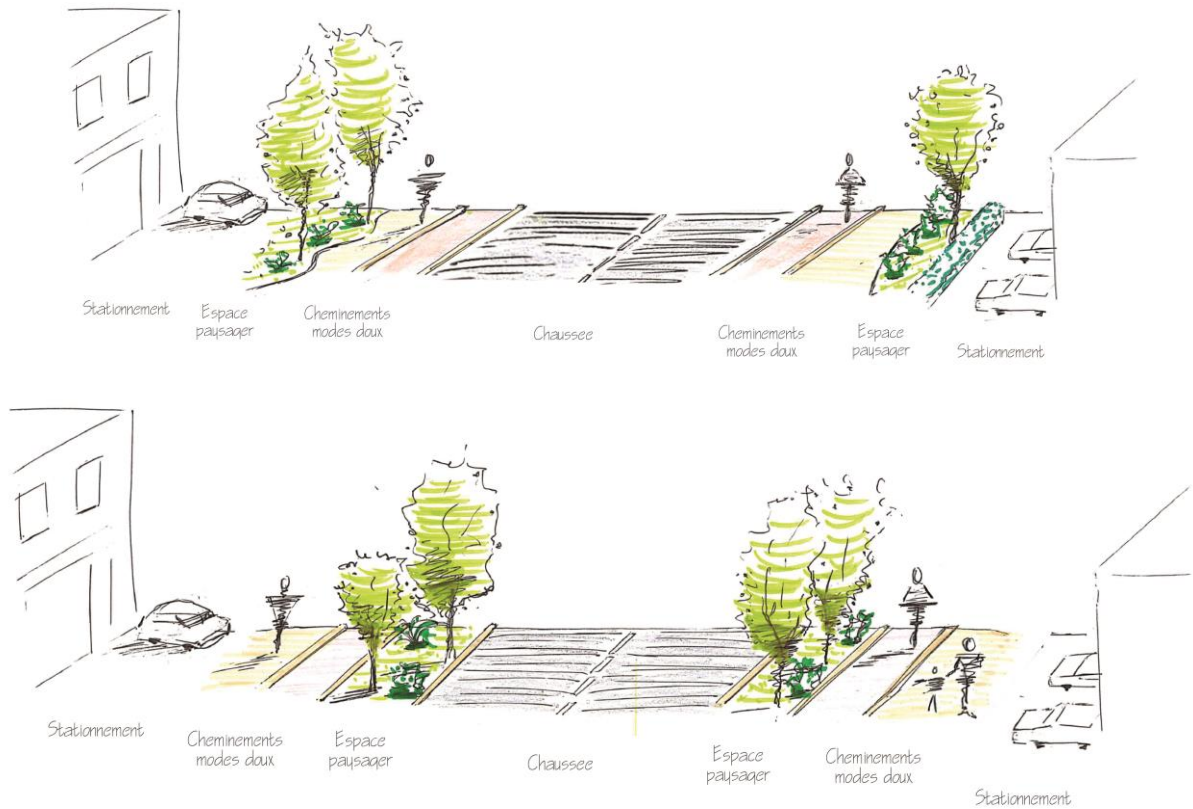 Stationnement
Espace
paysager
Cheminements
modes doux
Chaussee
Cheminements
modes doux
Espace
paysager
Stationnement
Stationnement
Cheminements
modes doux
Espace
paysager
Chaussee
Espace
paysager
Cheminements
modes doux
Stationnement